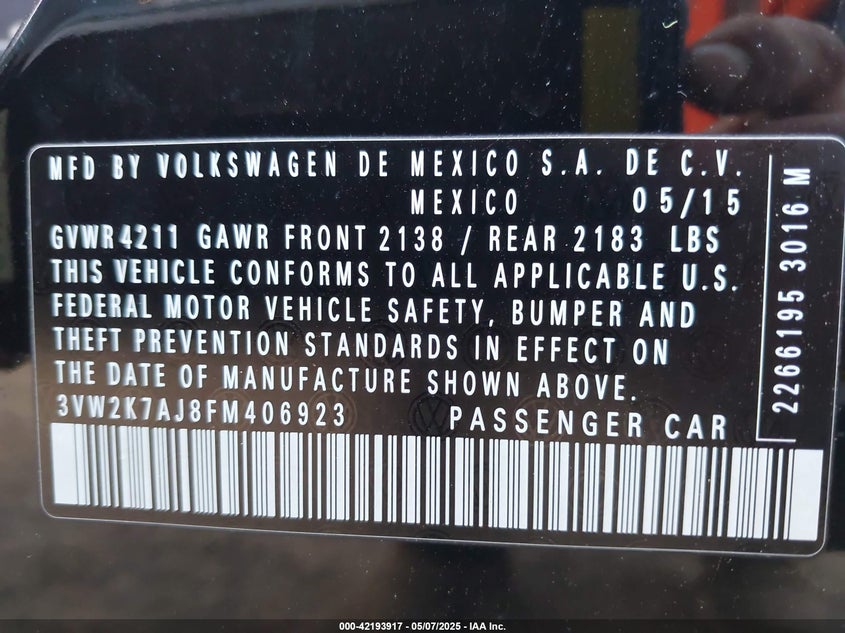 MFD BY VOLKSWAGEN DE MEXICO S.A. DE C.V.
MEXICO 05/15
GVWR4211 GAWR FRONT 2138 / REAR 2183 LBS
THIS VEHICLE CONFORMS TO ALL APPLICABLE U.S.
FEDERAL MOTOR VEHICLE SAFETY, BUMPER AND
THEFT PREVENTION STANDARDS IN EFFECT ON
THE DATE OF MANUFACTURE SHOWN ABOVE.
3VW2K7AJ8FM406923 PASSENGER CAR
2266195 3016 M
000-42193917 - 05/07/2025 - IAA Inc.